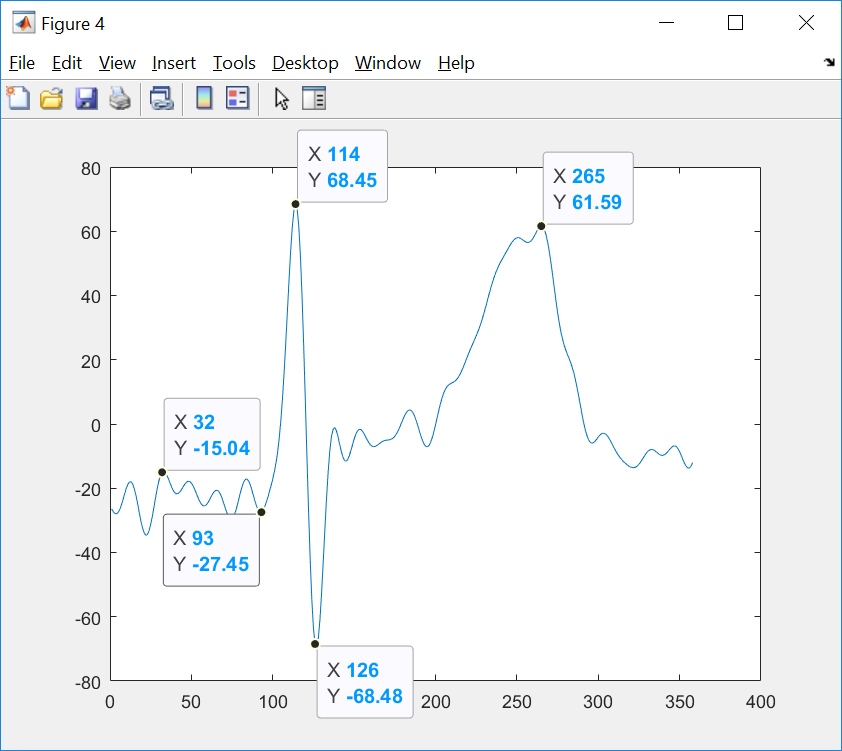 Figure 4
File Edit View Insert Tools Desktop Window Help
X 114
Y 68.45
X 265
Y 61.59
X 32
Y -15.04
X 93
Y -27.45
X 126
Y -68.48
80
60
40
20
0
-20
-40
-60
-80
0 50 100 200 250 300 350 400